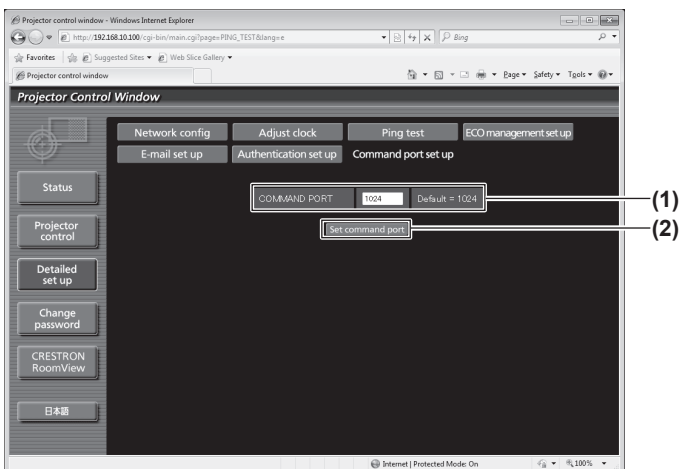 Projector control window - Windows Internet Explorer
http://192.168.10.100/cgi-bin/main.cgi?page=PING_TEST&lang=e
Bing
Favorites
Suggested Sites
Web Slice Gallery
Projector control window
Page
Safety
Tools
Projector Control Window
Network config
Adjust clock
Ping test
ECO management set up
E-mail set up
Authentication set up
Command port set up
Status
Projector
control
Detailed
set up
Change
password
CRESTRON
RoomView
日本語
COMMAND PORT
1024
Default = 1024
(1)
Set command port
(2)
Internet | Protected Mode: On
100%